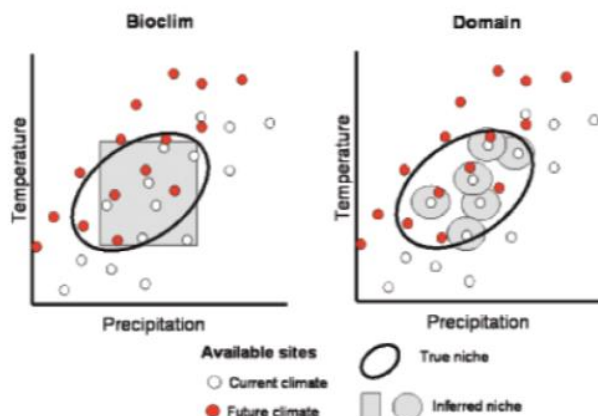 Bioclim
Domain
Temperature
Temperature
Precipitation
Precipitation
Available sites
Current climate
Future climate
True niche
Inferred niche